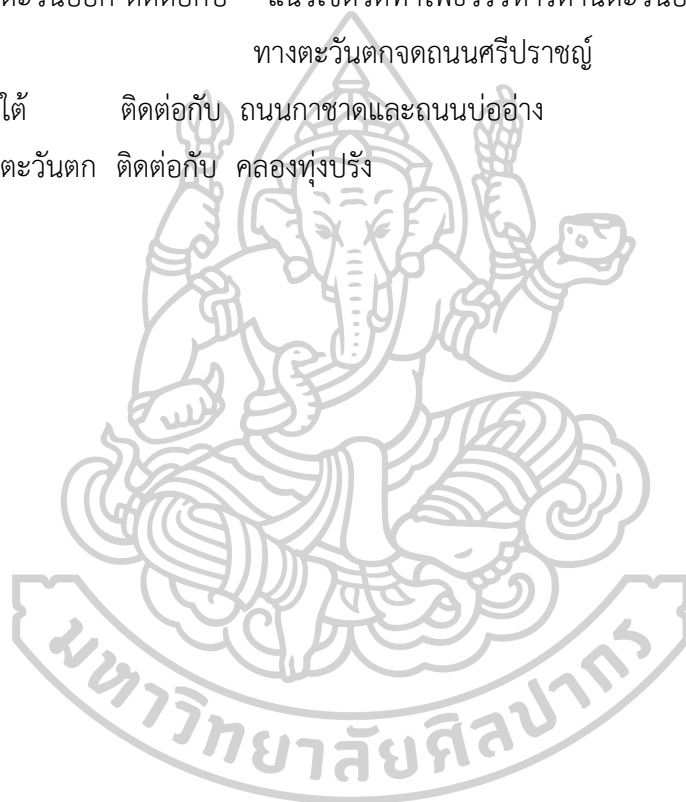 ทางตะวันตกจดถนนศรีปราชญ์
ใต้ ติดต่อกับ ถนนกาชาดและถนนบ่ออ่าง
ตะวันตก ติดต่อกับ คลองทุ่งปรัง
มหาวิทยาลัยศิลปากร